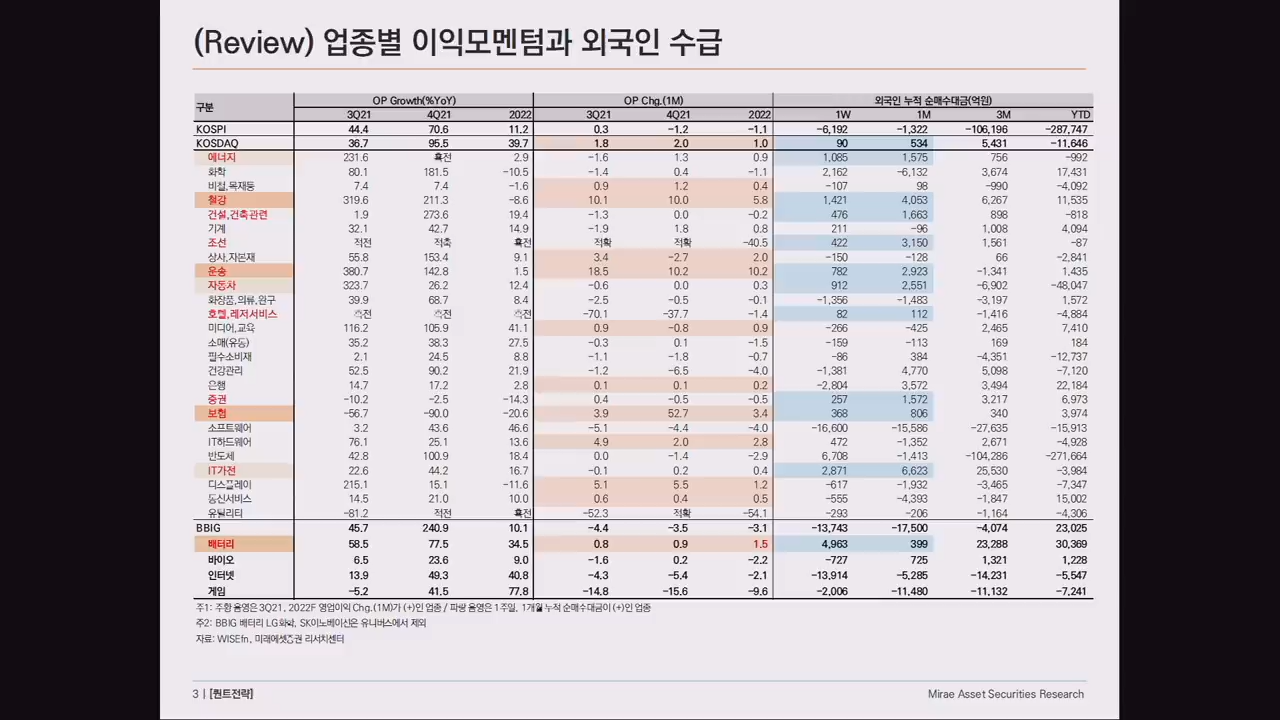 (Review) 업종별 이익모멘텀과 외국인 수급
구분 OP Growth(%YoY) OP Chg.(1M) 외국인 누적 순매수대금(억원)
3Q21 4Q21 2022 3Q21 4Q21 2022 1W 1M 3M YTD
KOSPI 44.4 70.6 11.2 0.3 −1.2 −1.1 −6,192 −1,322 −106,196 −287,747
KOSDAQ 36.7 95.5 39.7 1.8 2.0 1.0 90 534 5,431 −11,646
에너지 231.6 흑전 2.9 −1.6 1.3 0.9 1,085 1,575 756 −992
화학 80.1 181.5 −10.5 −1.4 0.4 −1.1 2,162 −6,132 3,674 17,431
비철,목재등 7.4 7.4 −1.6 0.9 1.2 0.4 −107 98 −990 −4,092
철강 319.6 211.3 −8.6 10.1 10.0 5.8 1,421 4,053 6,267 11,535
건설,건축관련 1.9 273.6 19.4 −1.3 0.0 −0.2 476 1,663 898 −818
기계 32.1 42.7 14.9 −1.9 1.8 0.8 211 −96 1,008 4,094
조선 적전 적축 흑전 적확 적확 −40.5 422 3,150 1,561 −87
상사,자본재 55.8 153.4 9.1 3.4 −2.7 2.0 −150 −128 66 −2,841
운송 380.7 142.8 1.5 18.5 10.2 10.2 782 2,923 −1,341 1,435
자동차 323.7 26.2 12.4 −0.6 0.0 0.3 912 2,551 −6,902 −48,047
화장품,의류,완구 39.9 68.7 8.4 −2.5 −0.5 −0.1 −1,356 −1,483 −3,197 1,572
호텔,레저서비스 흑전 흑전 흑전 −70.1 −37.7 −1.4 82 112 −1,416 −4,884
미디어,교육 116.2 105.9 41.1 0.9 −0.8 0.9 −266 −425 2,465 7,410
소매(유통) 35.2 38.3 27.5 −0.3 0.1 −1.5 −159 −113 169 184
필수소비재 2.1 24.5 8.8 −1.1 −1.8 −0.7 −86 384 −4,351 −12,737
건강관리 52.5 90.2 21.9 −1.2 −6.5 −4.0 −1,381 4,770 5,098 −7,120
은행 14.7 17.2 2.8 0.1 0.1 0.2 −2,804 3,572 3,494 22,184
증권 −10.2 −2.5 −14.3 0.4 −0.5 −0.5 257 1,572 3,217 6,973
보험 −56.7 −90.0 −20.6 3.9 52.7 3.4 368 806 340 3,974
소프트웨어 3.2 43.6 46.6 −5.1 −4.4 −4.0 −16,600 −15,586 −27,635 −15,913
IT하드웨어 76.1 25.1 13.6 4.9 2.0 2.8 472 −1,352 2,671 −4,928
반도체 42.8 100.9 18.4 0.0 −1.4 −2.9 6,708 −1,413 −104,286 −271,664
IT가전 22.6 44.2 16.7 −0.1 0.2 0.4 2,871 6,623 25,530 −3,984
디스플레이 215.1 15.1 −11.6 5.1 5.5 1.2 −617 −1,932 −3,465 −7,347
통신서비스 14.5 21.0 10.0 0.6 0.4 0.5 −555 −4,393 −1,847 15,002
유틸리티 −81.2 적전 흑전 −52.3 적확 −54.1 −293 −206 −1,164 −4,306
BBIG 45.7 240.9 10.1 −4.4 −3.5 −3.1 −13,743 −17,500 −4,074 23,025
배터리 58.5 77.5 34.5 0.8 0.9 1.5 4,963 399 23,288 30,369
바이오 6.5 23.6 9.0 −1.6 0.2 −2.2 −727 725 1,360 1,228
인터넷 13.9 49.3 40.8 −4.3 −5.4 −2.1 −13,914 −5,285 −14,231 −5,547
게임 −5.2 41.5 77.8 −14.8 −15.6 −9.6 −2,006 −11,480 −11,132 −7,241
주1: 주황 음영은 3Q21, 2022F 영업이익 Chg.(1M)가 (+)인 업종 / 파랑 음영은 1주일, 1개월 누적 순매수대금이 (+)인 업종
주2: BBIG 배터리 LG화학, SK이노베이션은 유니버스에서 제외
자료: WISEfn, 미래에셋증권 리서치센터
3 | [퀀트전략] Mirae Asset Securities Research